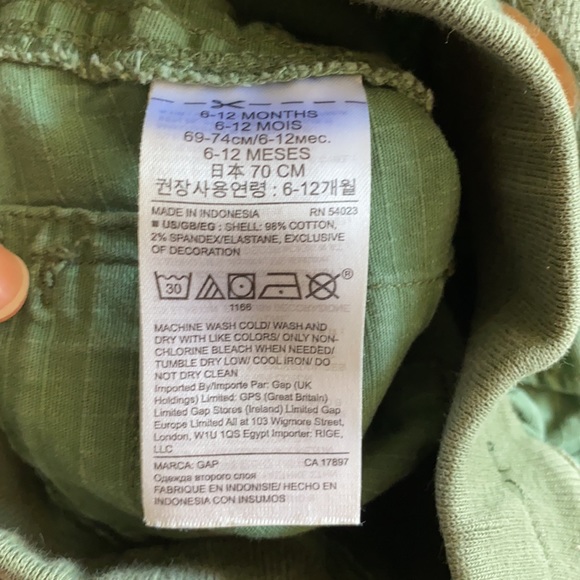 6-12 MONTHS
6-12 MOIS
69-74см/6-12мес.
6-12 MESES
日本 70 CM
권장사용연령 : 6-12개월
MADE IN INDONESIA RN 54023
■ US/GB/EG : SHELL: 98% COTTON,
2% SPANDEX/ELASTANE, EXCLUSIVE
OF DECORATION
30
®
1166
MACHINE WASH COLD/ WASH AND
DRY WITH LIKE COLORS/ ONLY NON-
CHLORINE BLEACH WHEN NEEDED/
TUMBLE DRY LOW/ COOL IRON/ DO
NOT DRY CLEAN
Imported By/Importe Par: Gap (UK
Holdings) Limited: GPS (Great Britain)
Limited Gap Stores (Ireland) Limited Gap
Europe Limited All at 103 Wigmore Street,
London, W1U 1QS Egypt Importer: RIGE,
LLC
MARCA: GAP CA 17897
Одежда второго слоя
FABRIQUE EN INDONISIE/ HECHO EN
INDONESIA CON INSUMOS